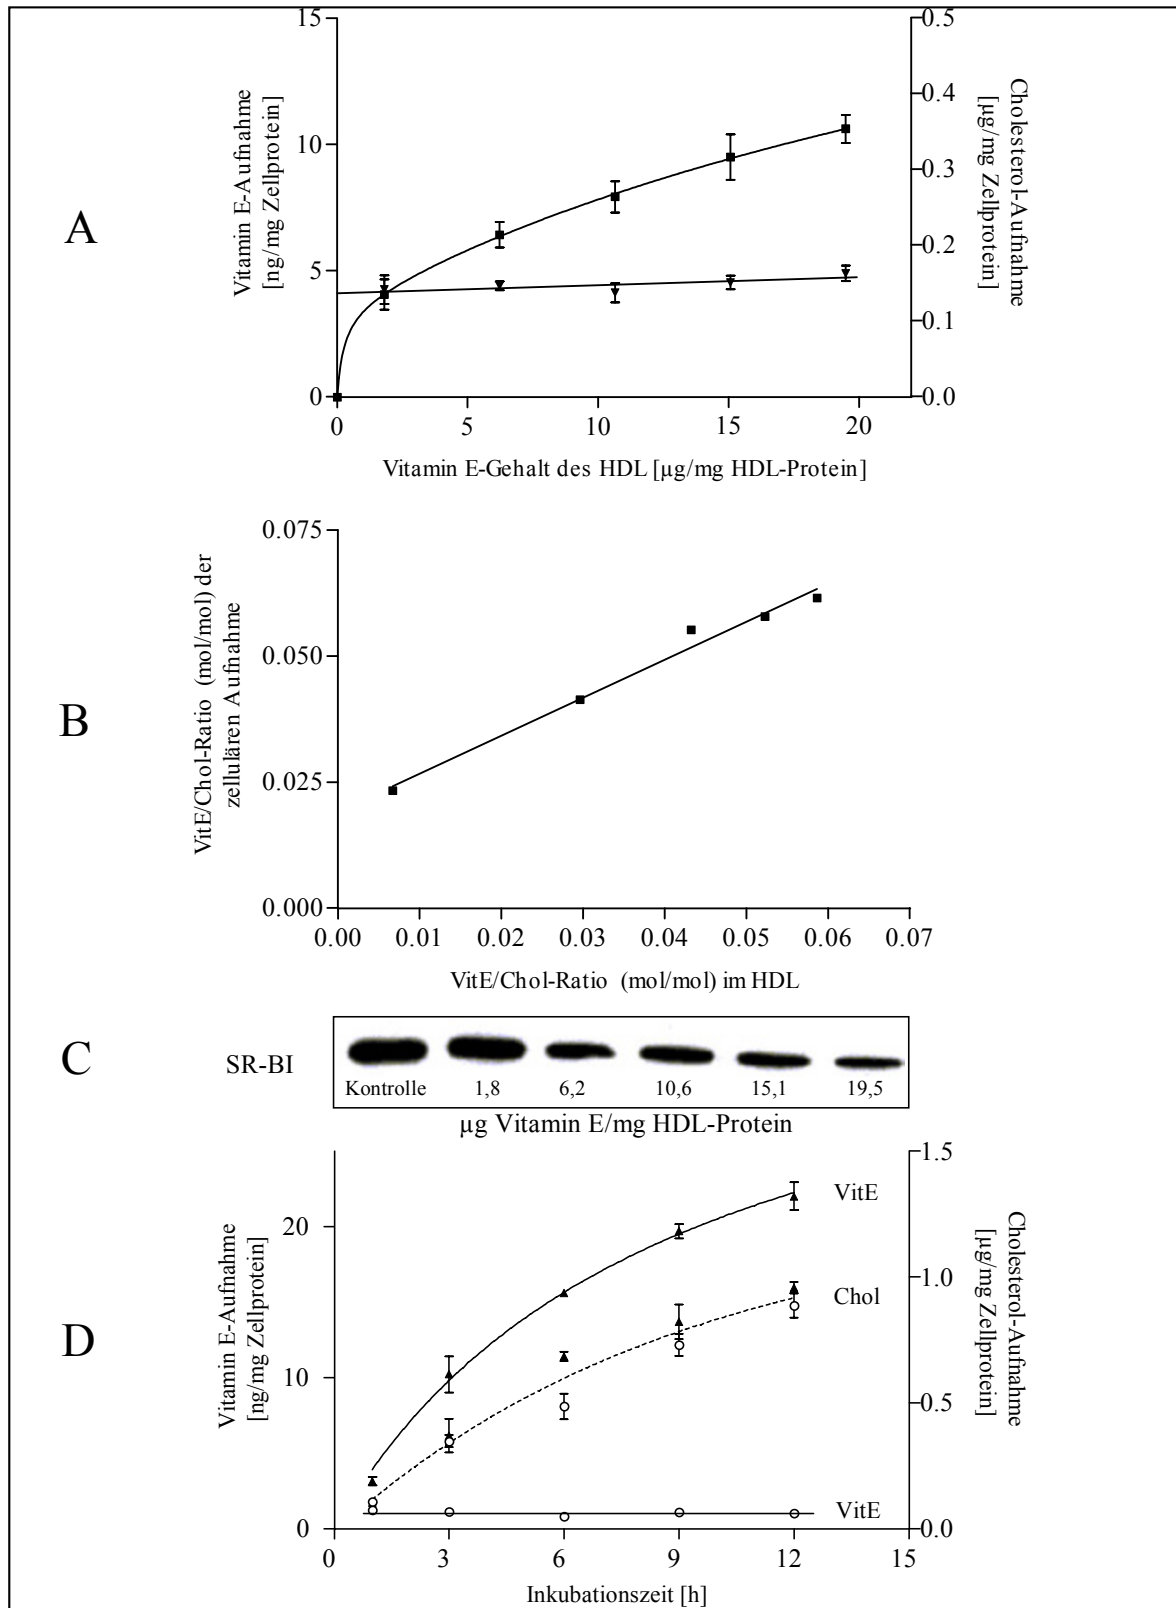 A
Vitamin E-Aufnahme
[ng/mg Zellprotein]
15
10
5
0
0.5
0.4
0.3
0.2
0.1
0.0
Cholesterol-Aufnahme
[µg/mg Zellprotein]
0 5 10 15 20
Vitamin E-Gehalt des HDL [µg/mg HDL-Protein]
B
VitE/Chol-Ratio (mol/mol) der
zellulären Aufnahme
0.075
0.050
0.025
0.000
0.00 0.01 0.02 0.03 0.04 0.05 0.06 0.07
VitE/Chol-Ratio (mol/mol) im HDL
C
SR-BI
Kontrolle 1,8 6,2 10,6 15,1 19,5
µg Vitamin E/mg HDL-Protein
D
Vitamin E-Aufnahme
[ng/mg Zellprotein]
20
10
0
VitE
Chol
VitE
1.5
1.0
0.5
0.0
Cholesterol-Aufnahme
[µg/mg Zellprotein]
0 3 6 9 12 15
Inkubationszeit [h]